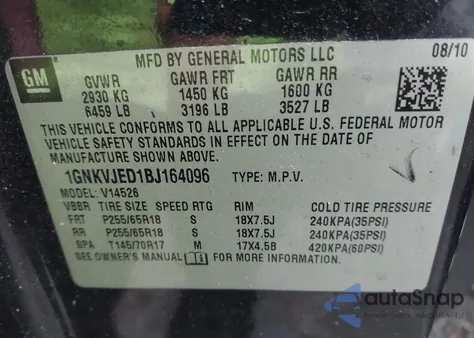 MFD BY GENERAL MOTORS LLC 08/10
GM
GVWR GAWR FRT GAWR RR
2930 KG 1450 KG 1600 KG
6459 LB 3196 LB 3527 LB
THIS VEHICLE CONFORMS TO ALL APPLICABLE U.S. FEDERAL MOTOR
VEHICLE SAFETY STANDARDS IN EFFECT ON THE DATE OF
MANUFACTURE SHOWN ABOVE.
1GNKVJED1BJ164096 TYPE: M.P.V.
MODEL: V14526
VBBR TIRE SIZE SPEED RTG RIM COLD TIRE PRESSURE
FRT P255/65R18 S 18X7.5J 240KPA(35PSI)
RR P255/65R18 S 18X7.5J 240KPA(35PSI)
SPA T145/70R17 M 17X4.5B 420KPA(60PSI)
SEE OWNER'S MANUAL FOR MORE INFORMATION.
autoSnap